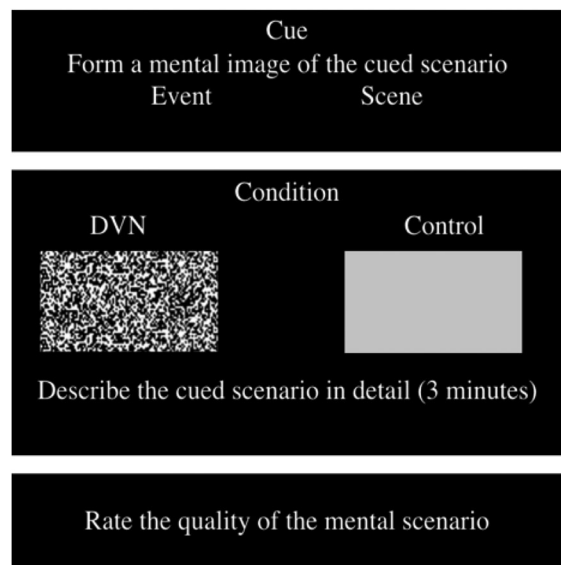 Cue
Form a mental image of the cued scenario
Event Scene
Condition
DVN Control
Describe the cued scenario in detail (3 minutes)
Rate the quality of the mental scenario